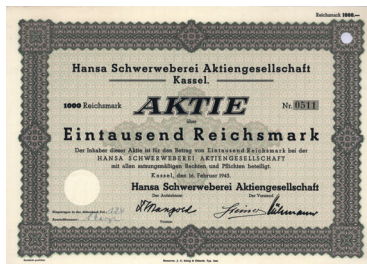 Reichsmark 1000.—
Hansa Schwerweberei Aktiengesellschaft
Kassel.
1000 Reichsmark AKTIE Nr. 0511
über
Eintausend Reichsmark
Der Inhaber dieser Aktie ist für den Betrag von Eintausend Reichsmark bei der
HANSA SCHWERWEBEREI AKTIENGESELLSCHAFT
mit allen satzungsmäßigen Rechten und Pflichten beteiligt.
Kassel, den 16. Februar 1943.
Hansa Schwerweberei Aktiengesellschaft
Der Aufsichtsrat Der Vorstand